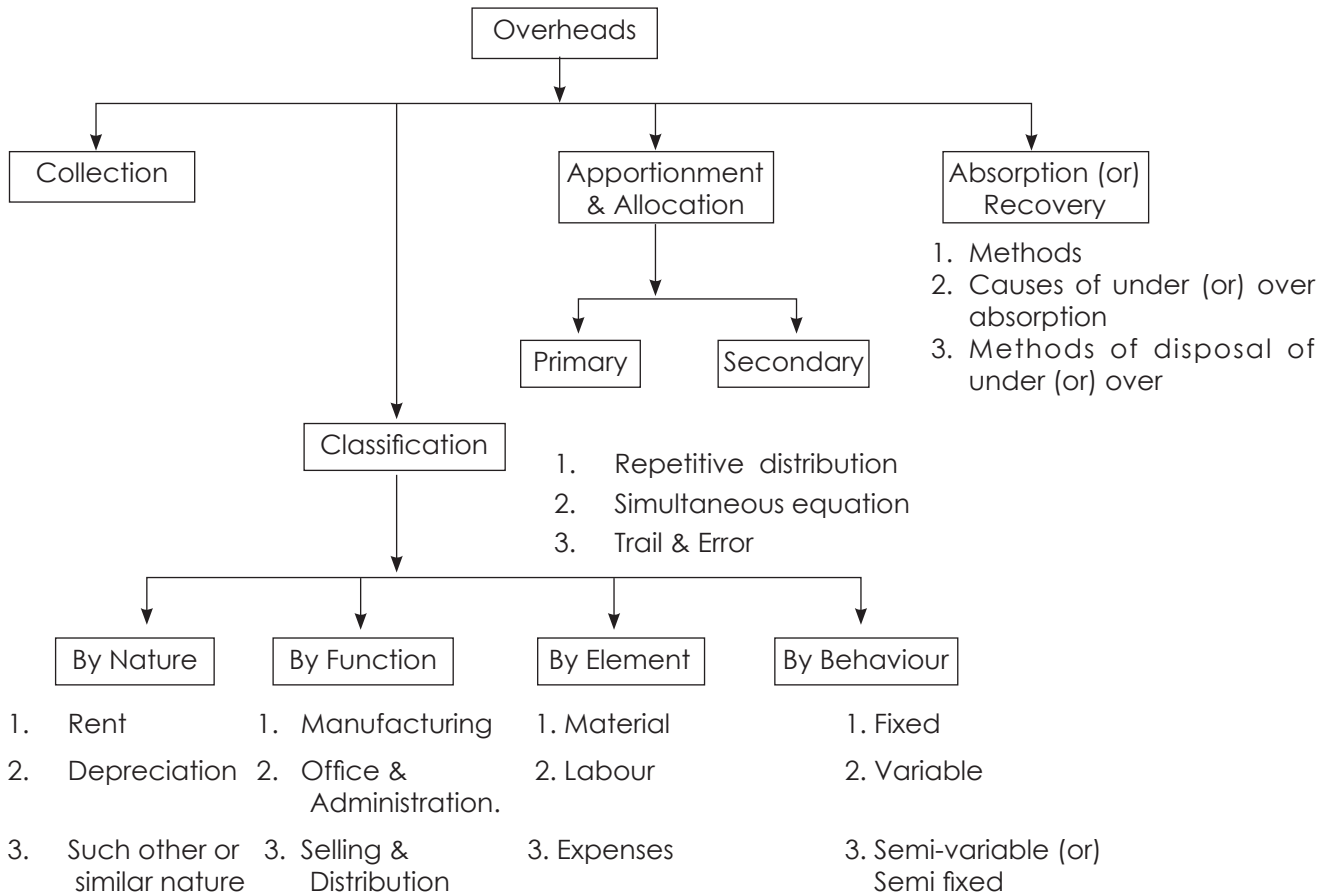 Overheads
Collection
Apportionment
& Allocation
Absorption (or)
Recovery
1. Methods
2. Causes of under (or) over
absorption
3. Methods of disposal of
under (or) over
Primary
Secondary
Classification
1. Repetitive distribution
2. Simultaneous equation
3. Trail & Error
By Nature
By Function
By Element
By Behaviour
1. Rent
2. Depreciation
3. Such other or
similar nature
1. Manufacturing
2. Office &
Administration.
3. Selling &
Distribution
1. Material
2. Labour
3. Expenses
1. Fixed
2. Variable
3. Semi-variable (or)
Semi fixed